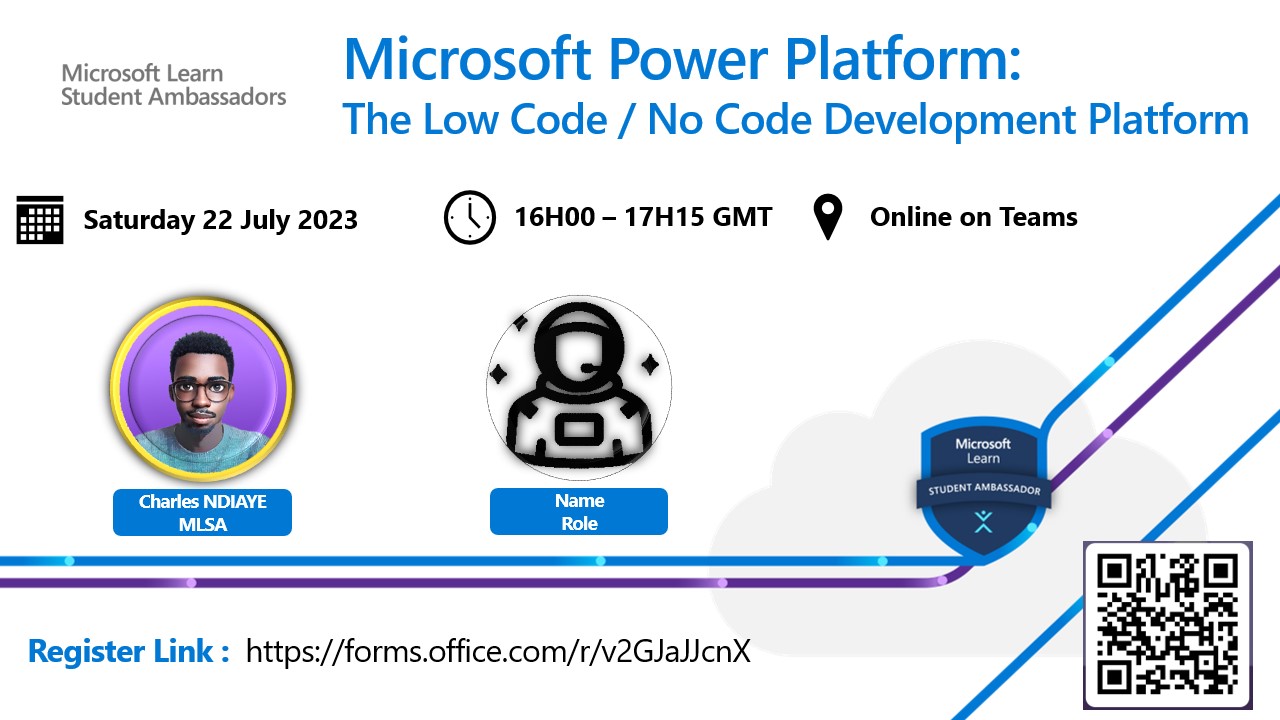 Microsoft Learn
Student Ambassadors
Microsoft Power Platform:
The Low Code / No Code Development Platform
Saturday 22 July 2023
16H00 – 17H15 GMT
Online on Teams
Charles NDIAYE
MLSA
Name
Role
Microsoft
Learn
STUDENT AMBASSADOR
Register Link : https://forms.office.com/r/v2GJaJJcnX